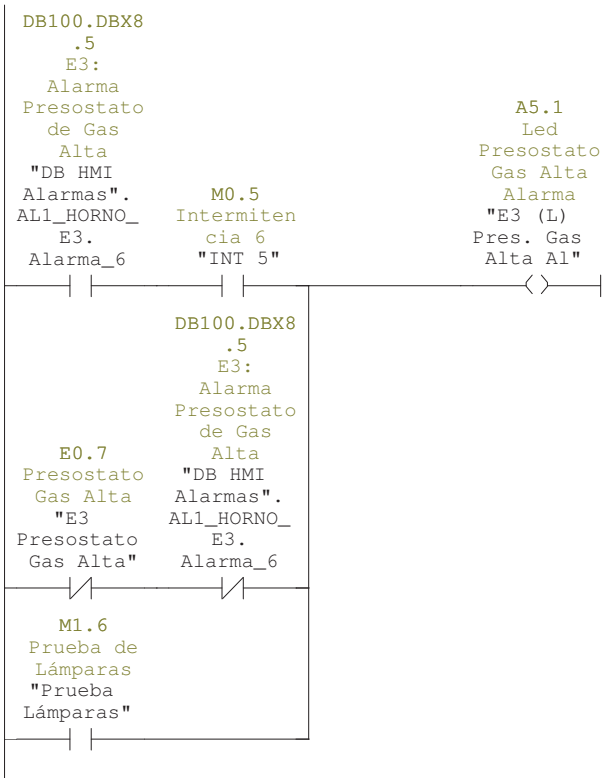 DB100.DBX8
.5
E3:
Alarma
Presostato
de Gas
Alta
"DB HMI
Alarmas".
AL1_HORNO_
E3.
Alarma_6
M0.5
Intermiten
cia 6
"INT 5"
A5.1
Led
Presostato
Gas Alta
Alarma
"E3 (L)
Pres. Gas
Alta Al"
E0.7
Presostato
Gas Alta
"E3
Presostato
Gas Alta"
DB100.DBX8
.5
E3:
Alarma
Presostato
de Gas
Alta
"DB HMI
Alarmas".
AL1_HORNO_
E3.
Alarma_6
M1.6
Prueba de
Lámparas
"Prueba
Lámparas"